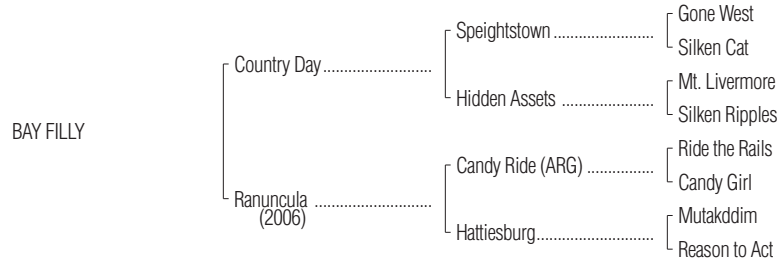 Gone West
Speightstown ....................
Silken Cat
Country Day ......................
Mt. Livermore
Hidden Assets ..................
Silken Ripples
BAY FILLY
Ride the Rails
Candy Ride (ARG) .............
Candy Girl
Ranuncula ........................
(2006)
Mutakddim
Hattiesburg.......................
Reason to Act